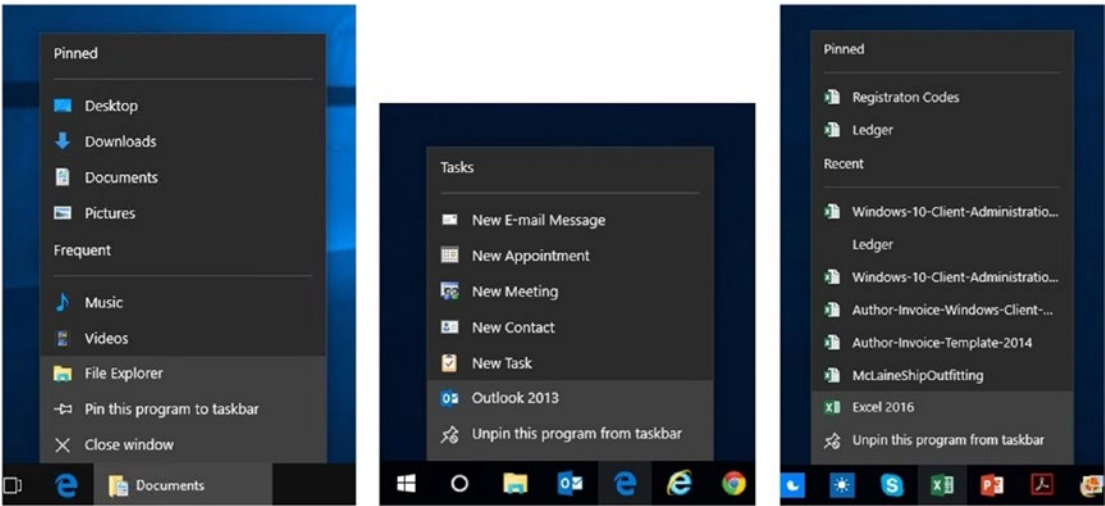 Pinned
Desktop
Downloads
Documents
Pictures
Frequent
Music
Videos
File Explorer
Pin this program to taskbar
Close window
Documents
Tasks
New E-mail Message
New Appointment
New Meeting
New Contact
New Task
Outlook 2013
Unpin this program from taskbar
Pinned
Registraton Codes
Ledger
Recent
Windows-10-Client-Administratio...
Ledger
Windows-10-Client-Administratio...
Author-Invoice-Windows-Client-...
Author-Invoice-Template-2014
McLaineShipOutfitting
Excel 2016
Unpin this program from taskbar